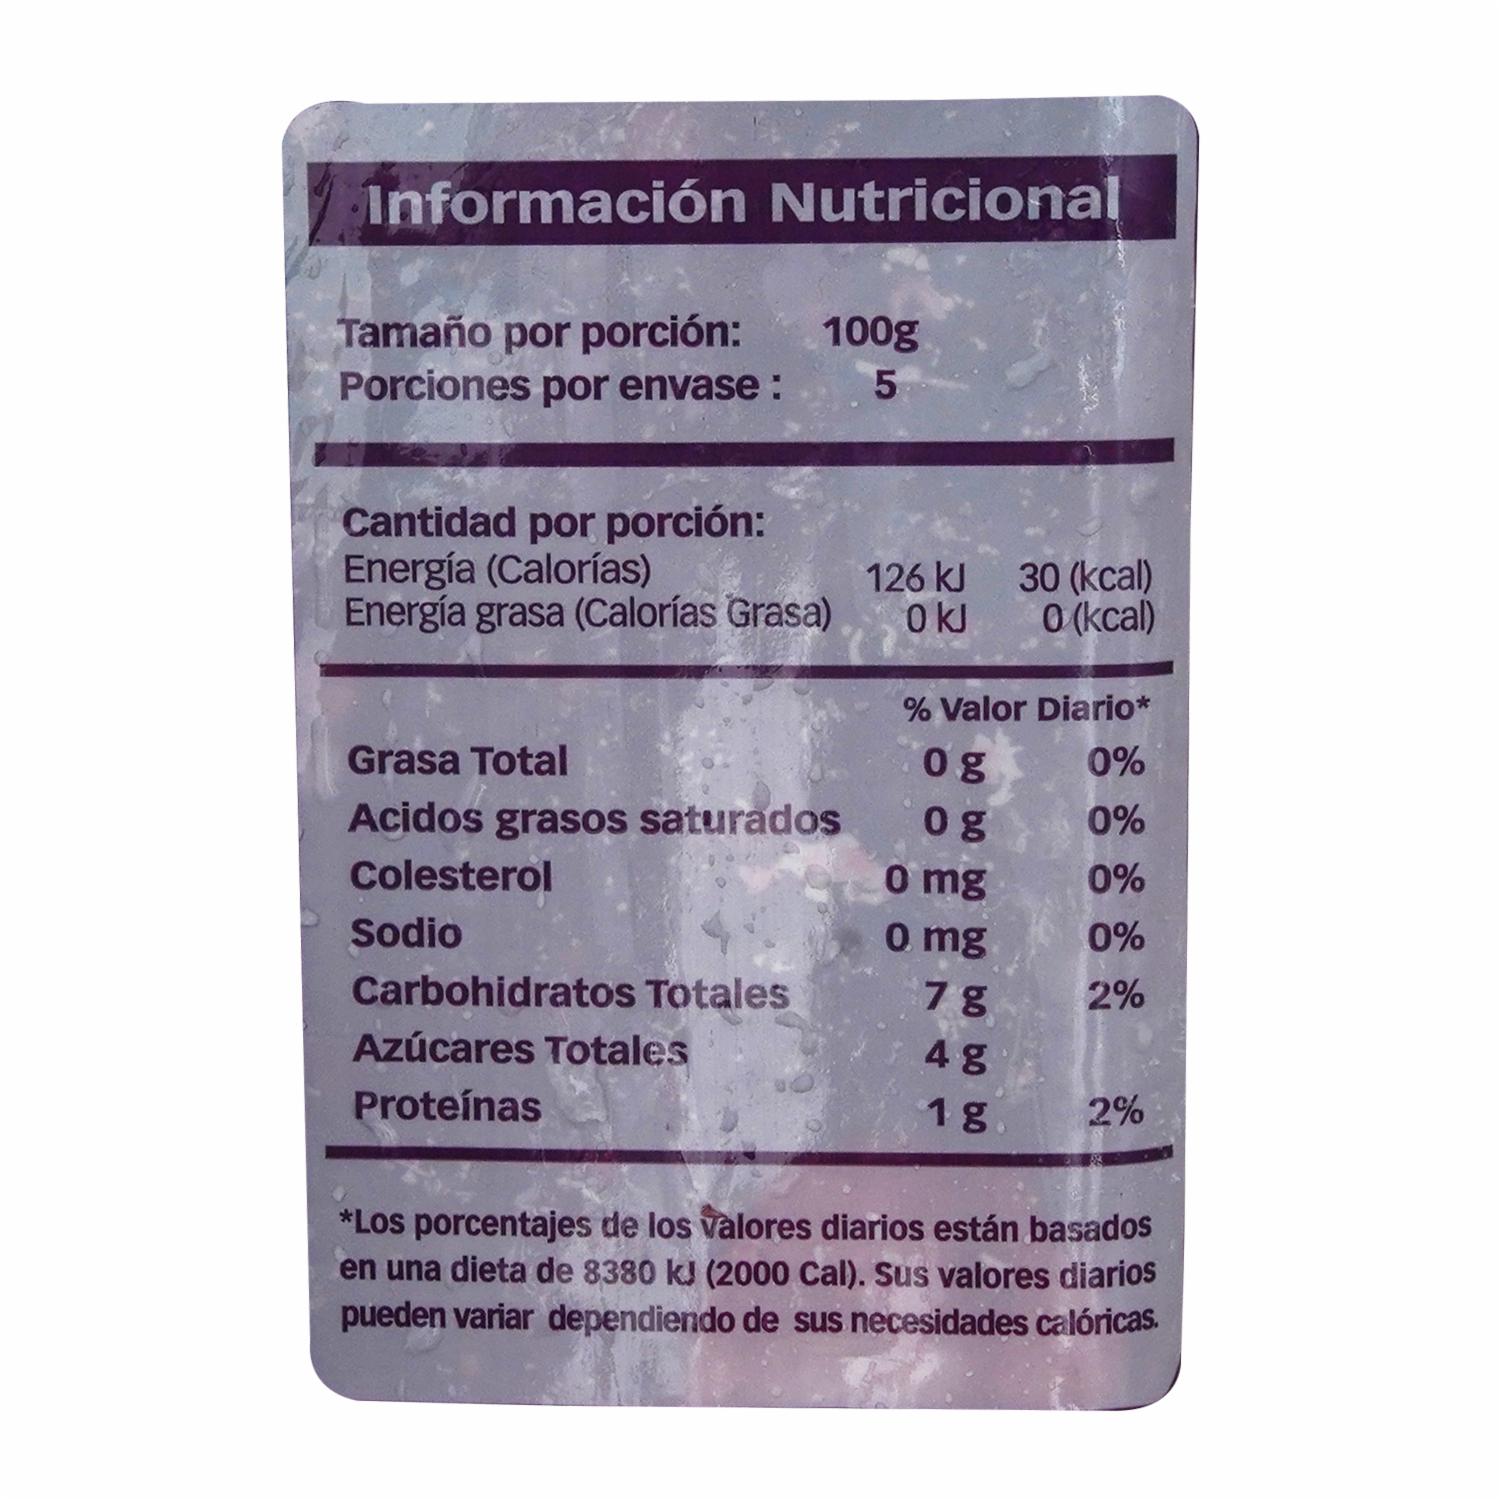 Información Nutricional
Tamaño por porción: 100g
Porciones por envase : 5
Cantidad por porción:
Energía (Calorías) 126 kJ 30 (kcal)
Energía grasa (Calorías Grasa) 0 kJ 0 (kcal)
% Valor Diario*
Grasa Total 0 g 0%
Acidos grasos saturados 0 g 0%
Colesterol 0 mg 0%
Sodio 0 mg 0%
Carbohidratos Totales 7 g 2%
Azúcares Totales 4 g
Proteínas 1 g 2%
*Los porcentajes de los valores diarios están basados
en una dieta de 8380 kJ (2000 Cal). Sus valores diarios
pueden variar dependiendo de sus necesidades calóricas.